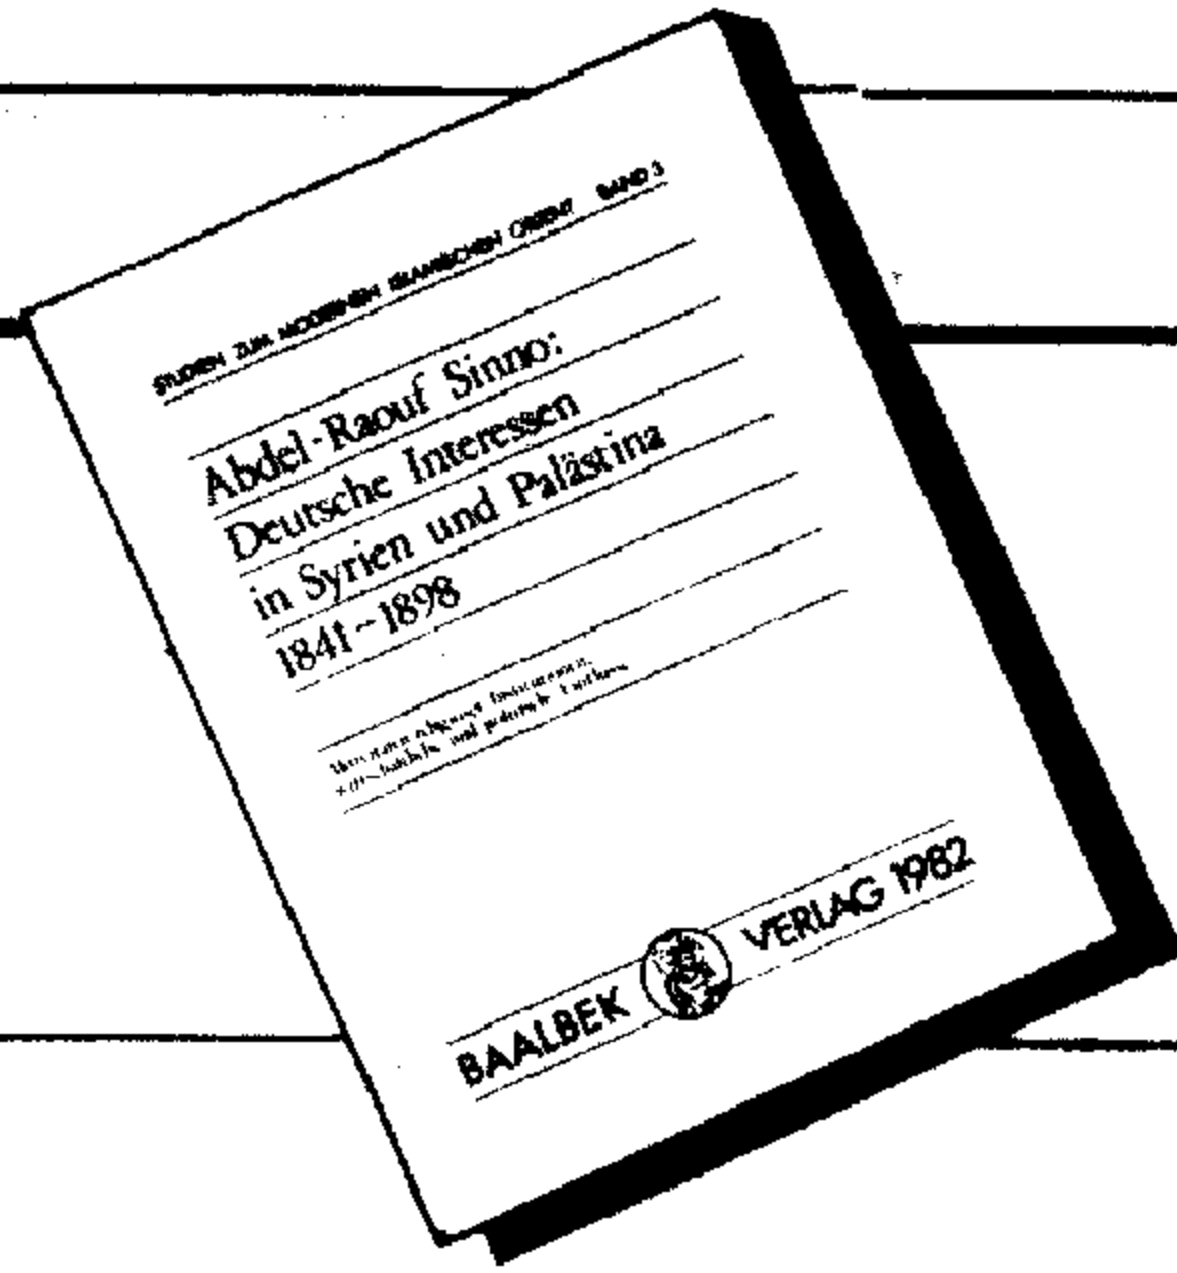 STUDIEN ZUM MODERNEN ISLAMISCHEN ORIENT BAND 3
Abdel-Raouf Sinno:
Deutsche Interessen
in Syrien und Palästina
1841–1898
und
BAALBEK VERLAG 1982